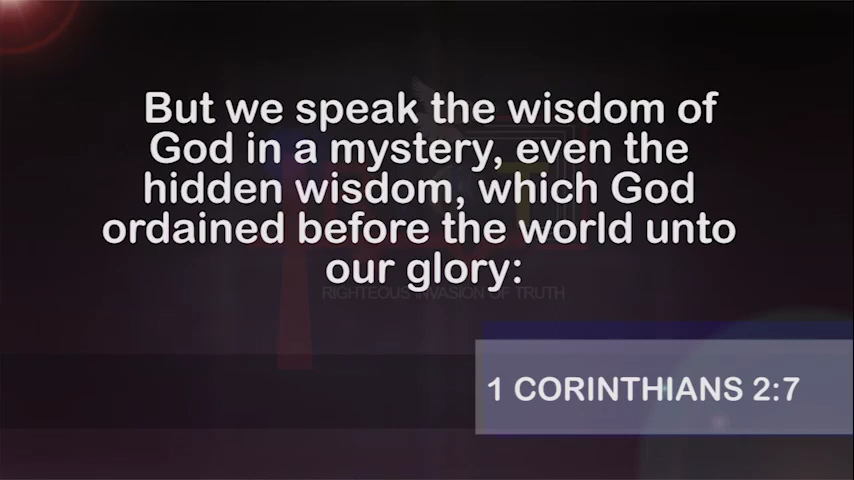 But we speak the wisdom of
God in a mystery, even the
hidden wisdom, which God
ordained before the world unto
our glory:
RIGHTEOUS INVASION OF TRUTH
1 CORINTHIANS 2:7